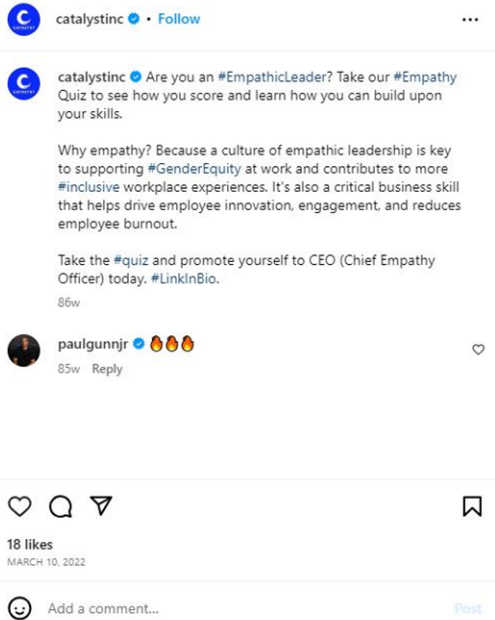 catalystinc • Follow
catalystinc Are you an #EmpathicLeader? Take our #Empathy
Quiz to see how you score and learn how you can build upon
your skills.
Why empathy? Because a culture of empathic leadership is key
to supporting #GenderEquity at work and contributes to more
#inclusive workplace experiences. It's also a critical business skill
that helps drive employee innovation, engagement, and reduces
employee burnout.
Take the #quiz and promote yourself to CEO (Chief Empathy
Officer) today. #LinkInBio.
86w
paulgunnjr 🔥🔥🔥
85w Reply
18 likes
MARCH 10, 2022
Add a comment...
Post